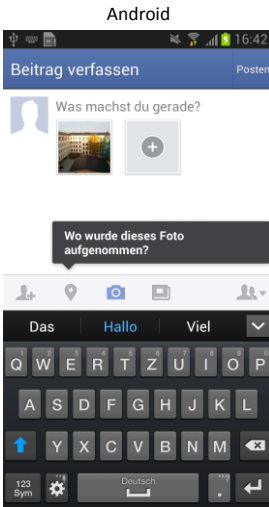 Android
16:42
Beitrag verfassen
Posten
Was machst du gerade?
Wo wurde dieses Foto
aufgenommen?
Das Hallo Viel
Q W E R T Z U I O P
A S D F G H J K L
Y X C V B N M
123
Sym
Deutsch
.